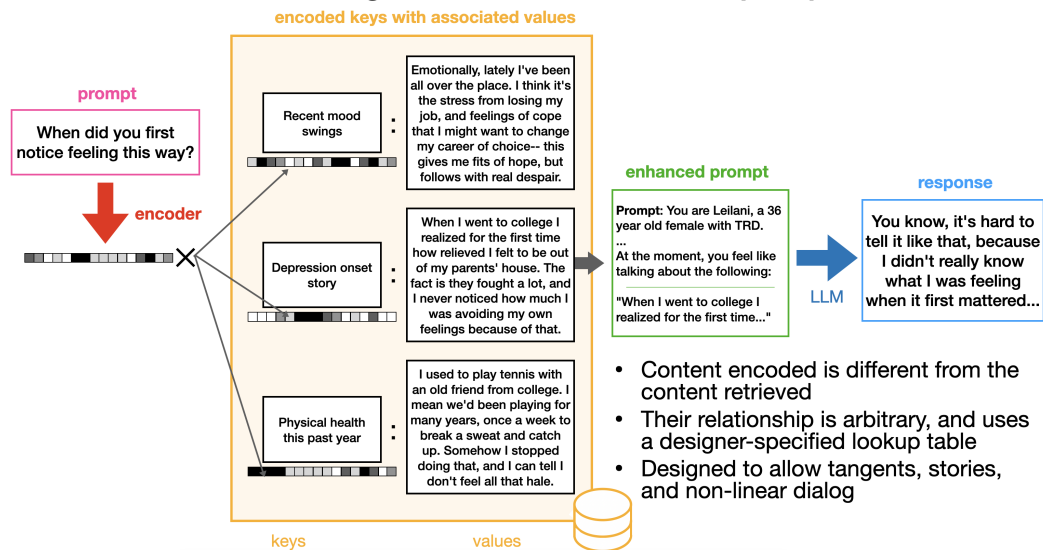 encoded keys with associated values
prompt
When did you first
notice feeling this way?
encoder
Recent mood
swings
:
Emotionally, lately I've been
all over the place. I think it's
the stress from losing my
job, and feelings of cope
that I might want to change
my career of choice-- this
gives me fits of hope, but
follows with real despair.
Depression onset
story
:
When I went to college I
realized for the first time
how relieved I felt to be out
of my parents' house. The
fact is they fought a lot, and
I never noticed how much I
was avoiding my own
feelings because of that.
Physical health
this past year
:
I used to play tennis with
an old friend from college. I
mean we'd been playing for
many years, once a week to
break a sweat and catch
up. Somehow I stopped
doing that, and I can tell I
don't feel all that hale.
keys
values
enhanced prompt
Prompt: You are Leilani, a 36
year old female with TRD.
...
At the moment, you feel like
talking about the following:
"When I went to college I
realized for the first time..."
LLM
response
You know, it's hard to
tell it like that, because
I didn't really know
what I was feeling
when it first mattered...
• Content encoded is different from the
content retrieved
• Their relationship is arbitrary, and uses
a designer-specified lookup table
• Designed to allow tangents, stories,
and non-linear dialog